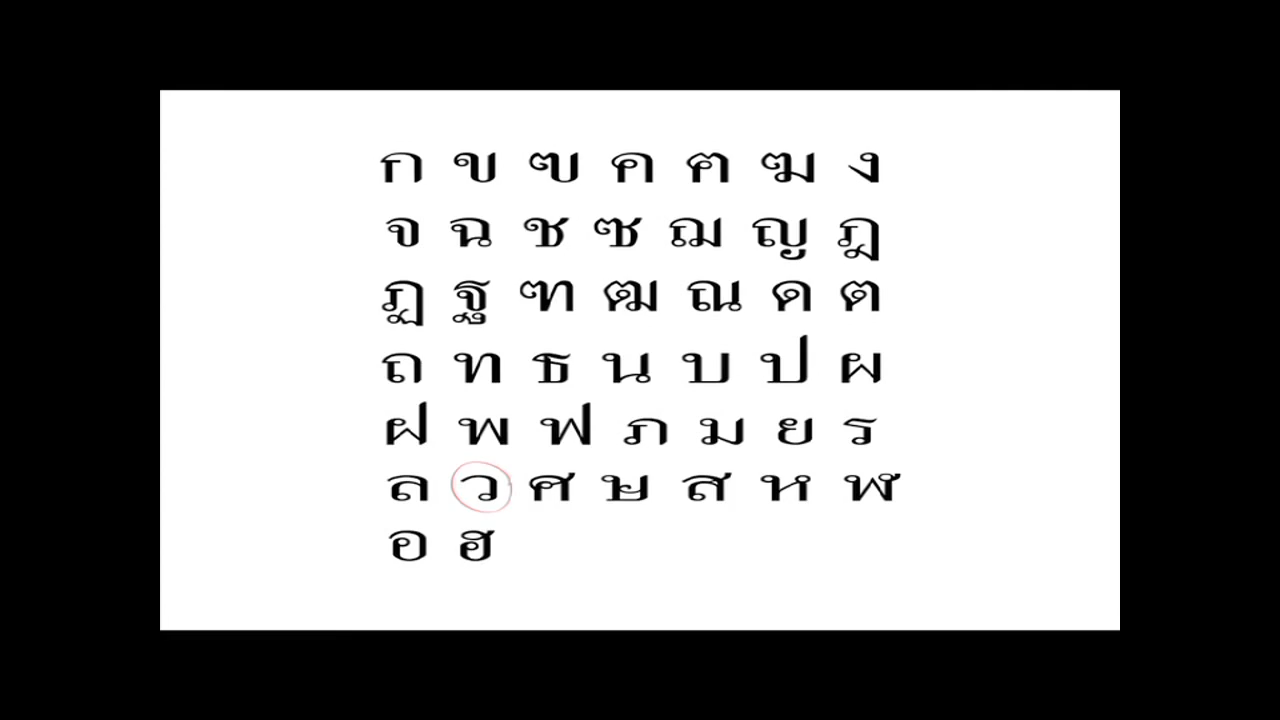 ก ข ฃ ค ฅ ฆ ง
จ ฉ ช ซ ฌ ญ ฎ
ฏ ฐ ฑ ฒ ณ ด ต
ถ ท ธ น บ ป ผ
ฝ พ ฟ ภ ม ย ร
ล ว ศ ษ ส ห ฬ
อ ฮ